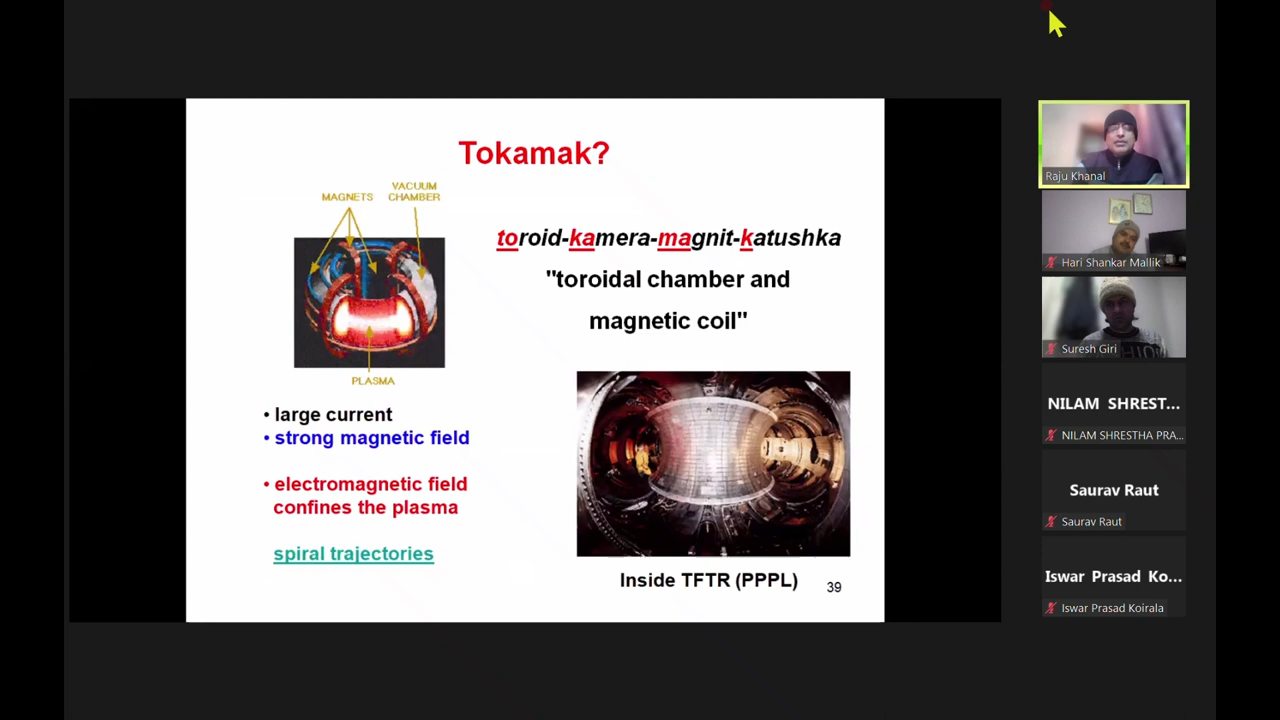 Tokamak?
MAGNETS
VACUUM
CHAMBER
PLASMA
toroid-kamera-magnit-katushka
"toroidal chamber and
magnetic coil"
• large current
• strong magnetic field
• electromagnetic field
confines the plasma
spiral trajectories
Inside TFTR (PPPL)
39
Raju Khanal
Hari Shankar Mallik
Suresh Giri
NILAM SHREST...
NILAM SHRESTHA PRA...
Saurav Raut
Saurav Raut
Iswar Prasad Ko...
Iswar Prasad Koirala